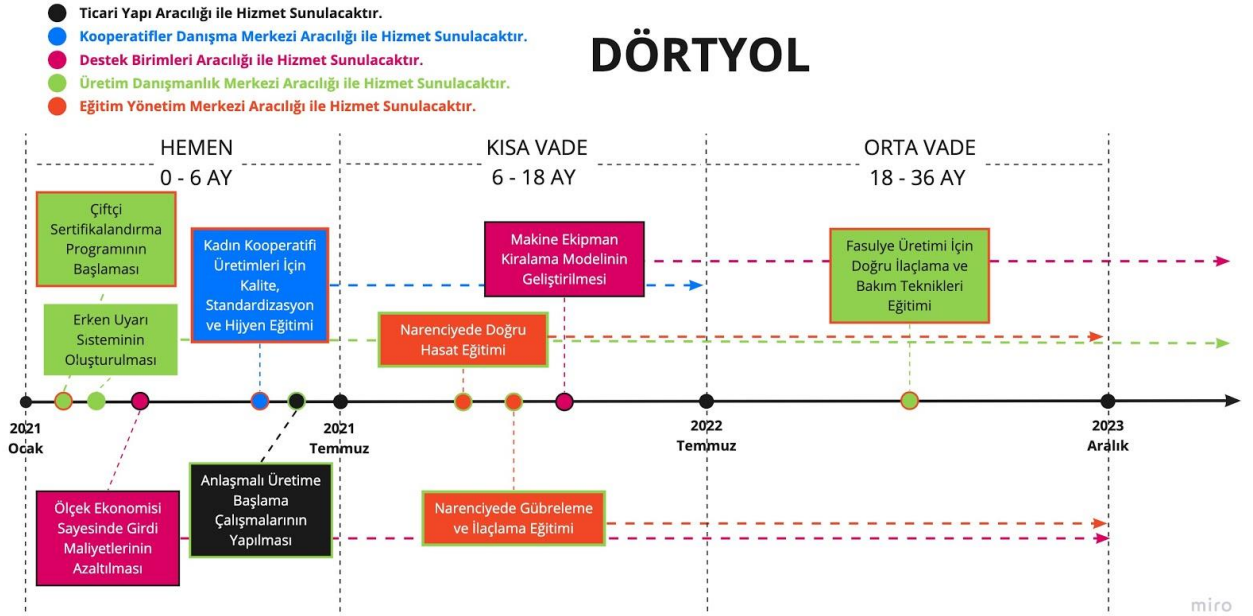 Ticari Yapı Aracılığı ile Hizmet Sunulacaktır.
Kooperatifler Danışma Merkezi Aracılığı ile Hizmet Sunulacaktır.
Destek Birimleri Aracılığı ile Hizmet Sunulacaktır.
Üretim Danışmanlık Merkezi Aracılığı ile Hizmet Sunulacaktır.
Eğitim Yönetim Merkezi Aracılığı ile Hizmet Sunulacaktır.
DÖRTYOL
HEMEN
0 - 6 AY
KISA VADE
6 - 18 AY
ORTA VADE
18 - 36 AY
Çiftçi
Sertifikalandırma
Programının
Başlaması
Kadın Kooperatifi
Üretimleri İçin
Kalite,
Standardizasyon
ve Hijyen Eğitimi
Makine Ekipman
Kiralama Modelinin
Geliştirilmesi
Fasulye Üretimi İçin
Doğru İlaçlama ve
Bakım Teknikleri
Eğitimi
Erken Uyarı
Sisteminin
Oluşturulması
Narenciyede Doğru
Hasat Eğitimi
2021
Ocak
2021
Temmuz
2022
Temmuz
2023
Aralık
Ölçek Ekonomisi
Sayesinde Girdi
Maliyetlerinin
Azaltılması
Anlaşmalı Üretime
Başlama
Çalışmalarının
Yapılması
Narenciyede Gübreleme
ve İlaçlama Eğitimi
miro